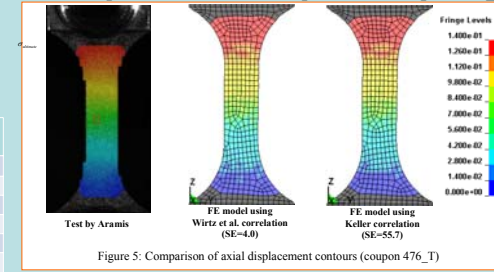 Fringe Levels
1.400e-01
1.260e-01
1.120e-01
9.800e-02
8.400e-02
7.000e-02
5.600e-02
4.200e-02
2.800e-02
1.400e-02
0.000e+00
Z
Y
Z
Test by Aramis
FE model using
Wirtz et al. correlation
(SE=4.0)
FE model using
Keller correlation
(SE=55.7)
Figure 5: Comparison of axial displacement contours (coupon 476_T)